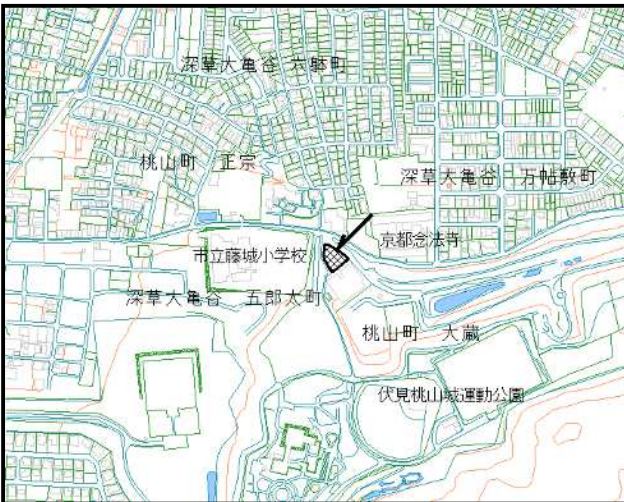 深草大亀谷 六躰町
桃山町 正宗
深草大亀谷 万帖敷町
京都念法寺
市立藤城小学校
深草大亀谷 五郎太町
桃山町 大蔵
伏見桃山城運動公園